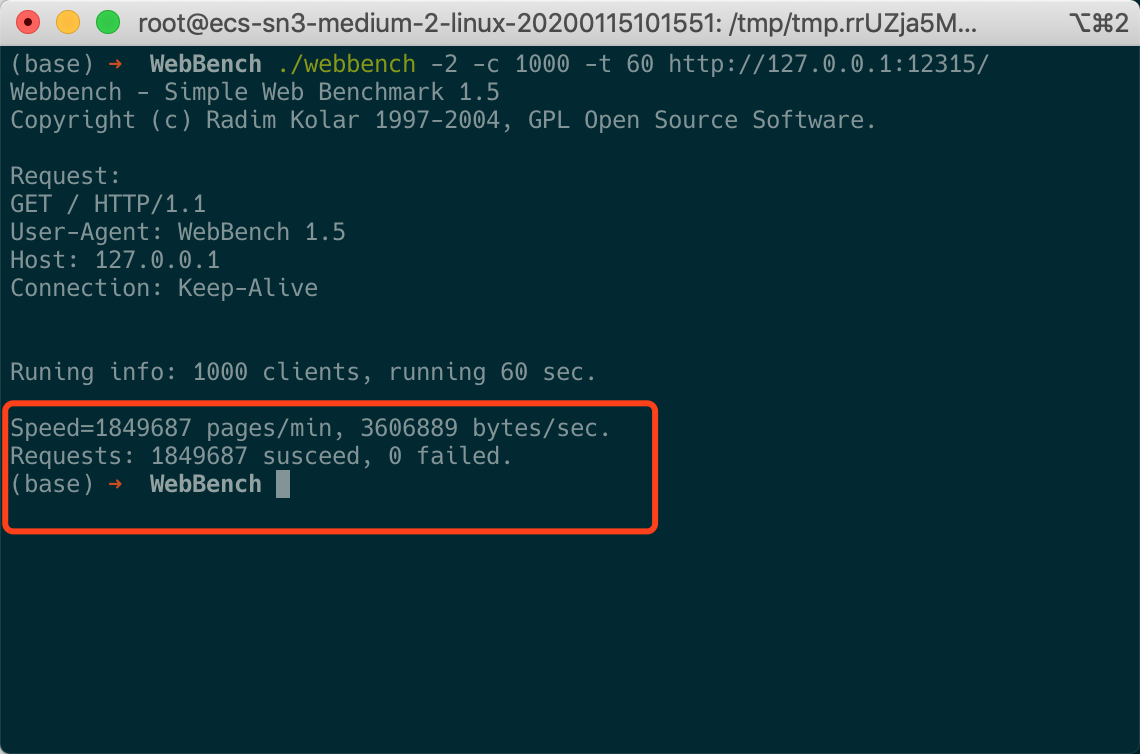 root@ecs-sn3-medium-2-linux-20200115101551: /tmp/tmp.rrUZja5M... ⌥⌘2
(base) ➜ WebBench ./webbench -2 -c 1000 -t 60 http://127.0.0.1:12315/
Webbench - Simple Web Benchmark 1.5
Copyright (c) Radim Kolar 1997-2004, GPL Open Source Software.
Request:
GET / HTTP/1.1
User-Agent: WebBench 1.5
Host: 127.0.0.1
Connection: Keep-Alive
Runing info: 1000 clients, running 60 sec.
Speed=1849687 pages/min, 3606889 bytes/sec.
Requests: 1849687 susceed, 0 failed.
(base) ➜ WebBench